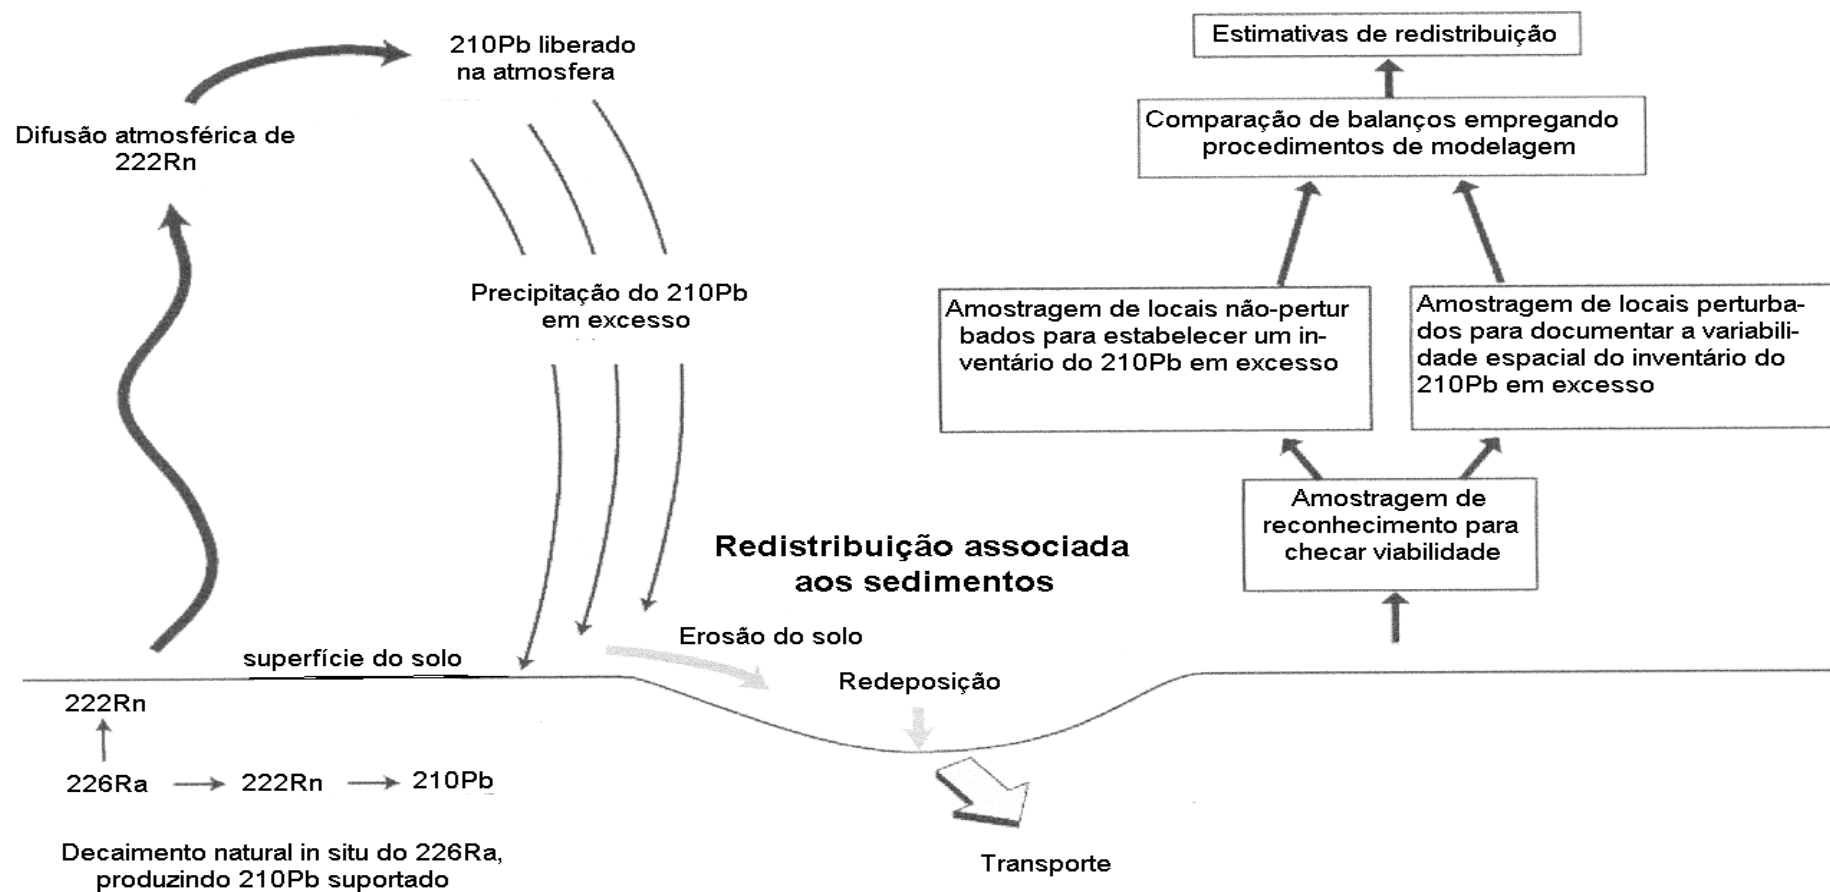 210Pb liberado
na atmosfera
Difusão atmosférica de
222Rn
Precipitação do 210Pb
em excesso
superfície do solo
222Rn
226Ra
222Rn
210Pb
Decaimento natural in situ do 226Ra,
produzindo 210Pb suportado
Redistribuição associada
aos sedimentos
Erosão do solo
Redeposição
Transporte
Estimativas de redistribuição
Comparação de balanços empregando
procedimentos de modelagem
Amostragem de locais não-pertur
bados para estabelecer um in-
ventário do 210Pb em excesso
Amostragem de locais perturba-
dos para documentar a variabili-
dade espacial do inventário do
210Pb em excesso
Amostragem de
reconhecimento para
checar viabilidade